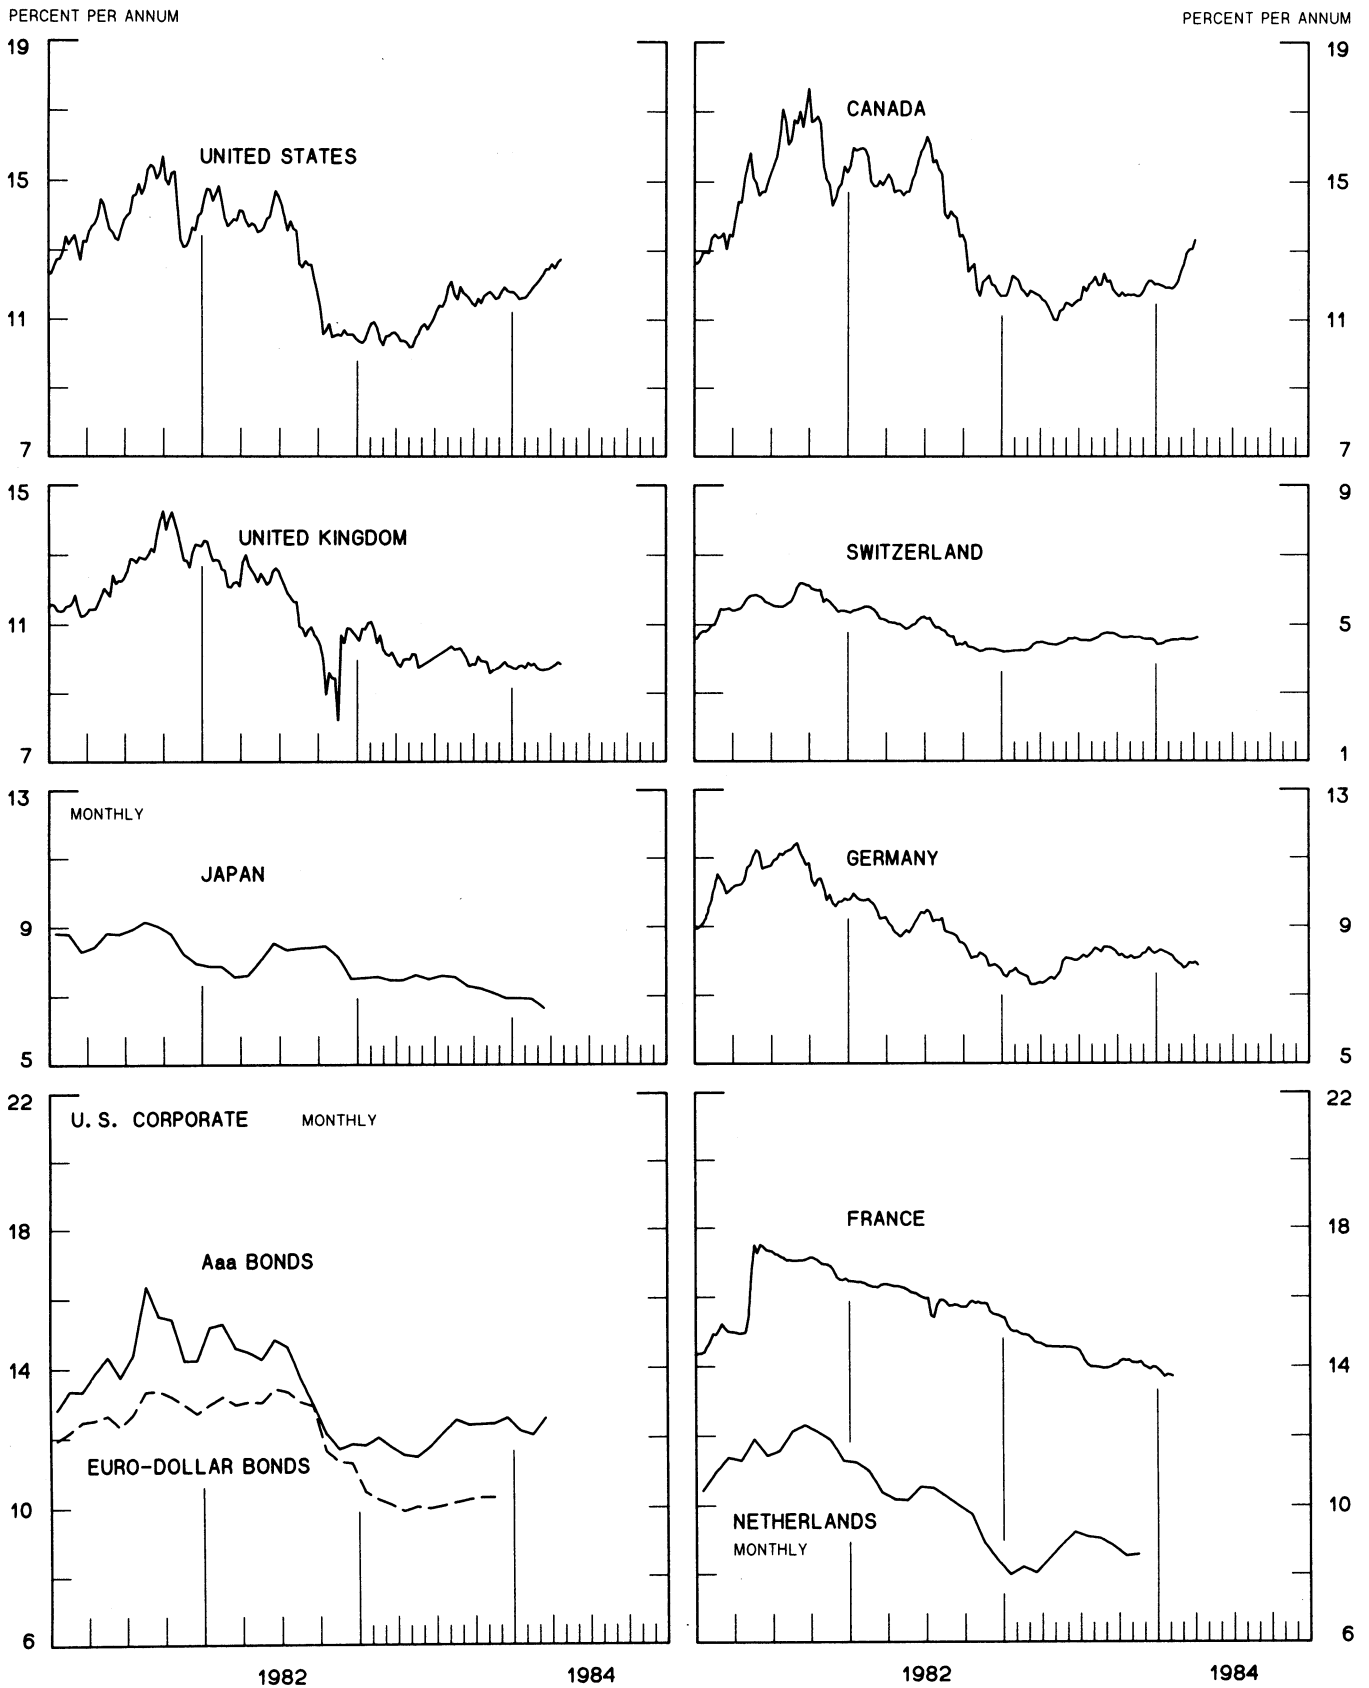 PERCENT PER ANNUM
PERCENT PER ANNUM
19
15
11
7
UNITED STATES
CANADA
19
15
11
7
15
11
7
UNITED KINGDOM
SWITZERLAND
9
5
1
13
9
5
MONTHLY
JAPAN
GERMANY
13
9
5
22
18
14
10
6
U.S. CORPORATE MONTHLY
Aaa BONDS
EURO-DOLLAR BONDS
FRANCE
NETHERLANDS
MONTHLY
22
18
14
10
6
1982
1984
1982
1984